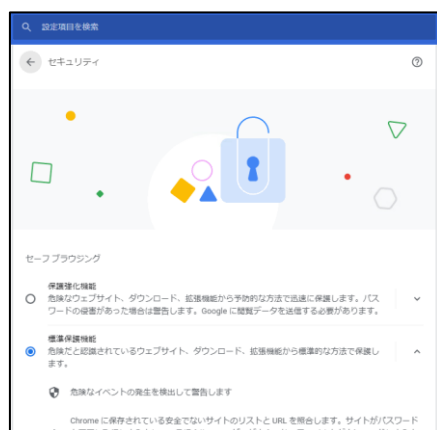 設定項目を検索
セキュリティ
セーフ ブラウジング
保護強化機能
危険なウェブサイト、ダウンロード、拡張機能から予防的な方法で迅速に保護します。パス
ワードの侵害があった場合は警告します。Google に閲覧データを送信する必要があります。
標準保護機能
危険だと認識されているウェブサイト、ダウンロード、拡張機能から標準的な方法で保護し
ます。
危険なイベントの発生を検出して警告します
Chrome に保存されている安全でないサイトのリストと URL を照合します。サイトがパスワード